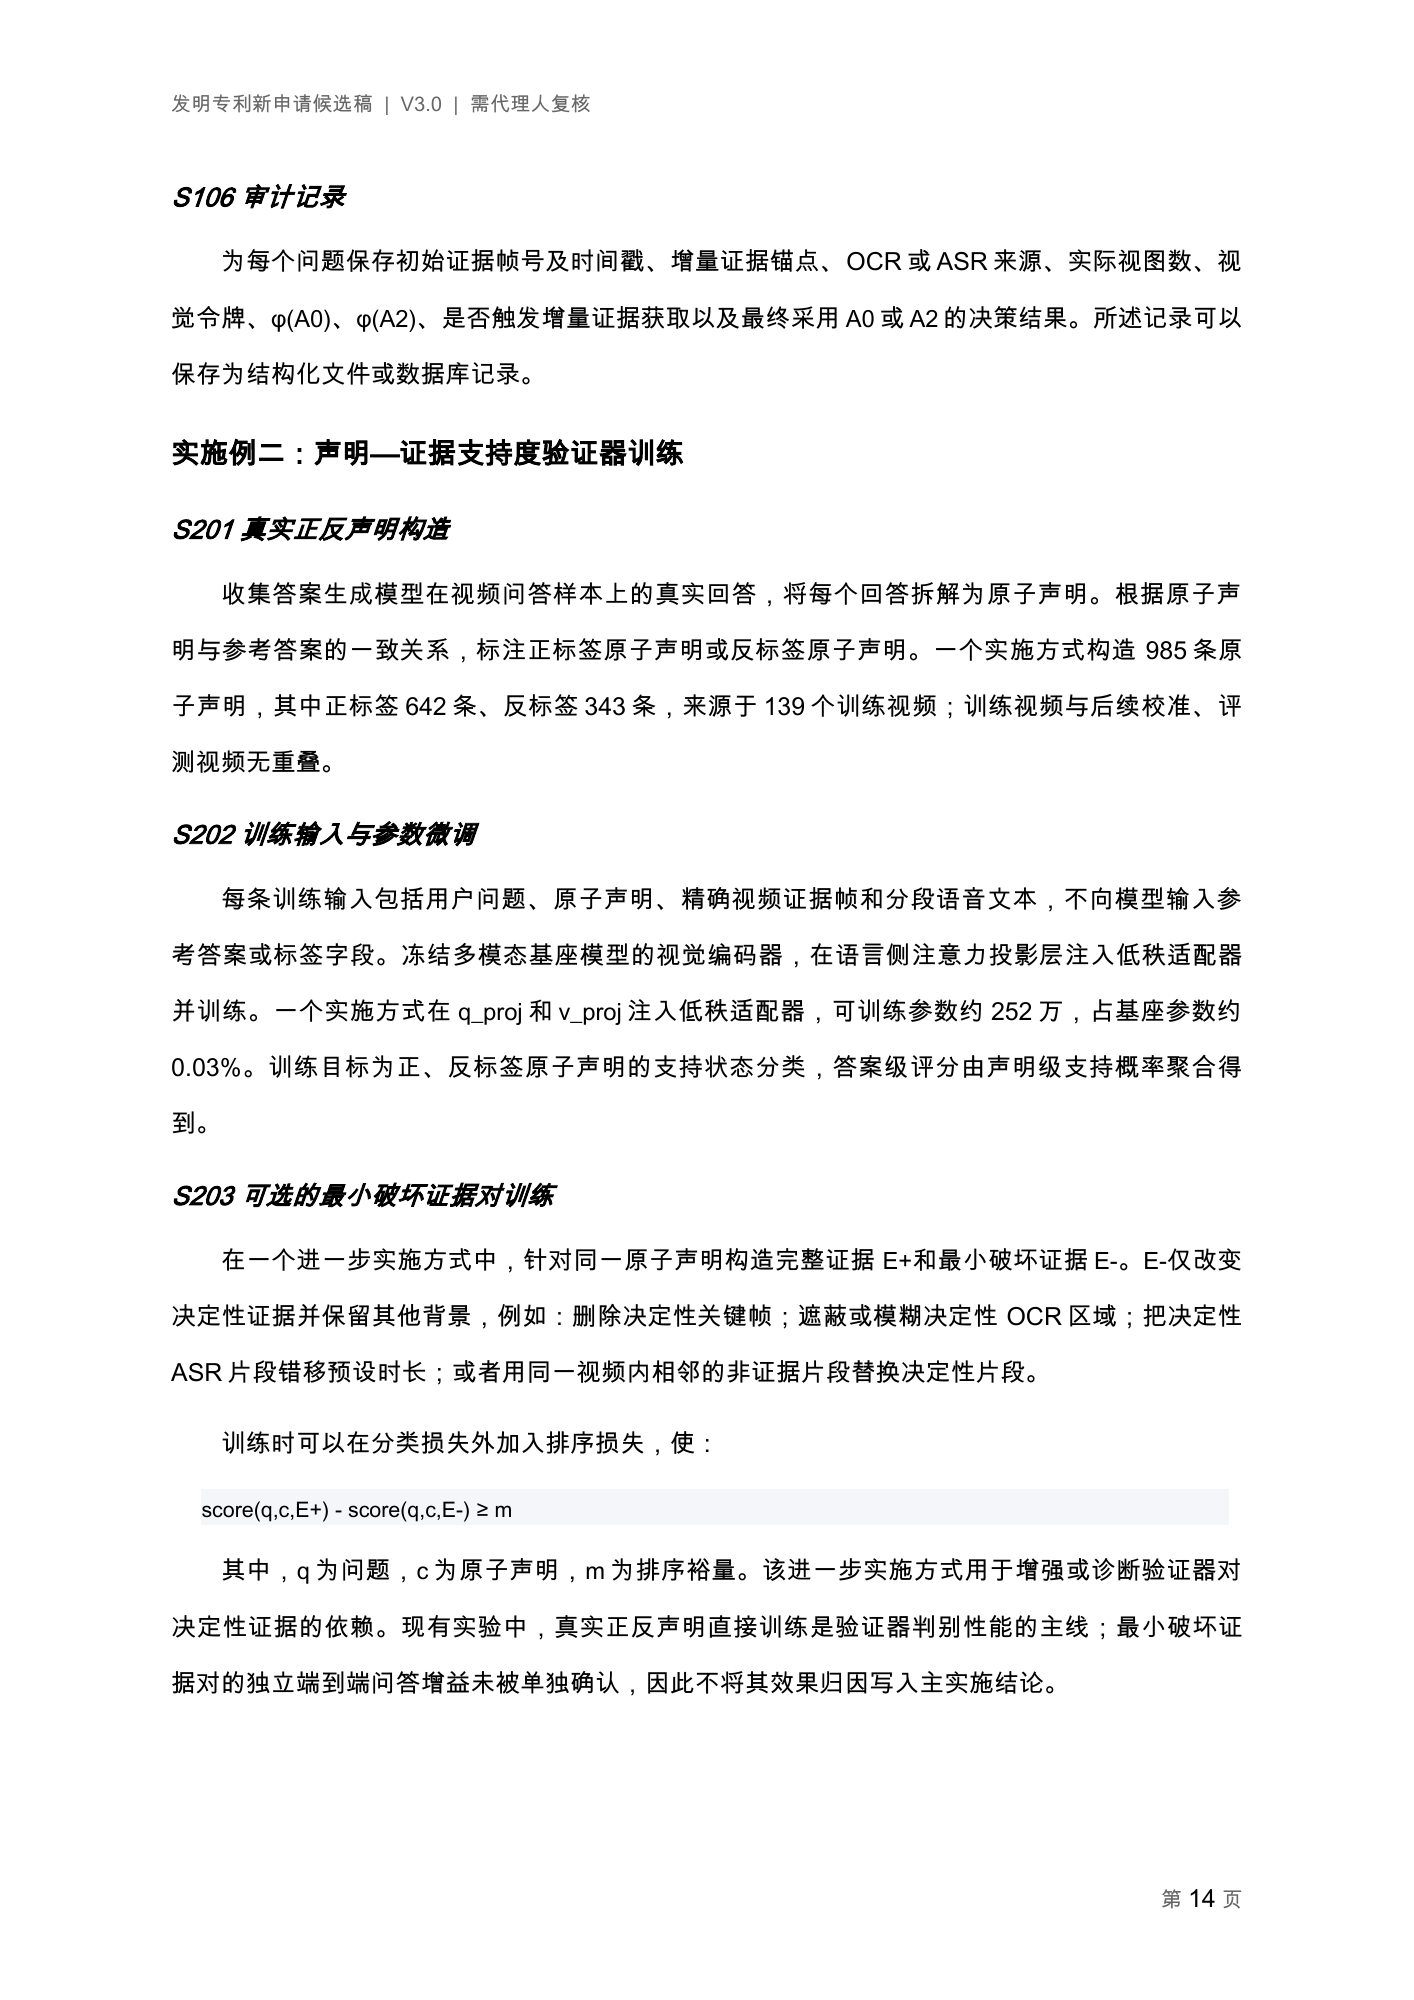 发明专利新申请候选稿 | V3.0 | 需代理人复核
S106 审计记录
为每个问题保存初始证据帧号及时间戳、增量证据锚点、OCR 或 ASR 来源、实际视图数、视
觉令牌、φ(A0)、φ(A2)、是否触发增量证据获取以及最终采用 A0 或 A2 的决策结果。所述记录可以
保存为结构化文件或数据库记录。
实施例二：声明—证据支持度验证器训练
S201 真实正反声明构造
收集答案生成模型在视频问答样本上的真实回答，将每个回答拆解为原子声明。根据原子声
明与参考答案的一致关系，标注正标签原子声明或反标签原子声明。一个实施方式构造 985 条原
子声明，其中正标签 642 条、反标签 343 条，来源于 139 个训练视频；训练视频与后续校准、评
测视频无重叠。
S202 训练输入与参数微调
每条训练输入包括用户问题、原子声明、精确视频证据帧和分段语音文本，不向模型输入参
考答案或标签字段。冻结多模态基座模型的视觉编码器，在语言侧注意力投影层注入低秩适配器
并训练。一个实施方式在 q_proj 和 v_proj 注入低秩适配器，可训练参数约 252 万，占基座参数约
0.03%。训练目标为正、反标签原子声明的支持状态分类，答案级评分由声明级支持概率聚合得
到。
S203 可选的最小破坏证据对训练
在一个进一步实施方式中，针对同一原子声明构造完整证据 E+和最小破坏证据 E-。E-仅改变
决定性证据并保留其他背景，例如：删除决定性关键帧；遮蔽或模糊决定性 OCR 区域；把决定性
ASR 片段错移预设时长；或者用同一视频内相邻的非证据片段替换决定性片段。
训练时可以在分类损失外加入排序损失，使：
score(q,c,E+) - score(q,c,E-) ≥ m
其中，q 为问题，c 为原子声明，m 为排序裕量。该进一步实施方式用于增强或诊断验证器对
决定性证据的依赖。现有实验中，真实正反声明直接训练是验证器判别性能的主线；最小破坏证
据对的独立端到端问答增益未被单独确认，因此不将其效果归因写入主实施结论。
第 14 页